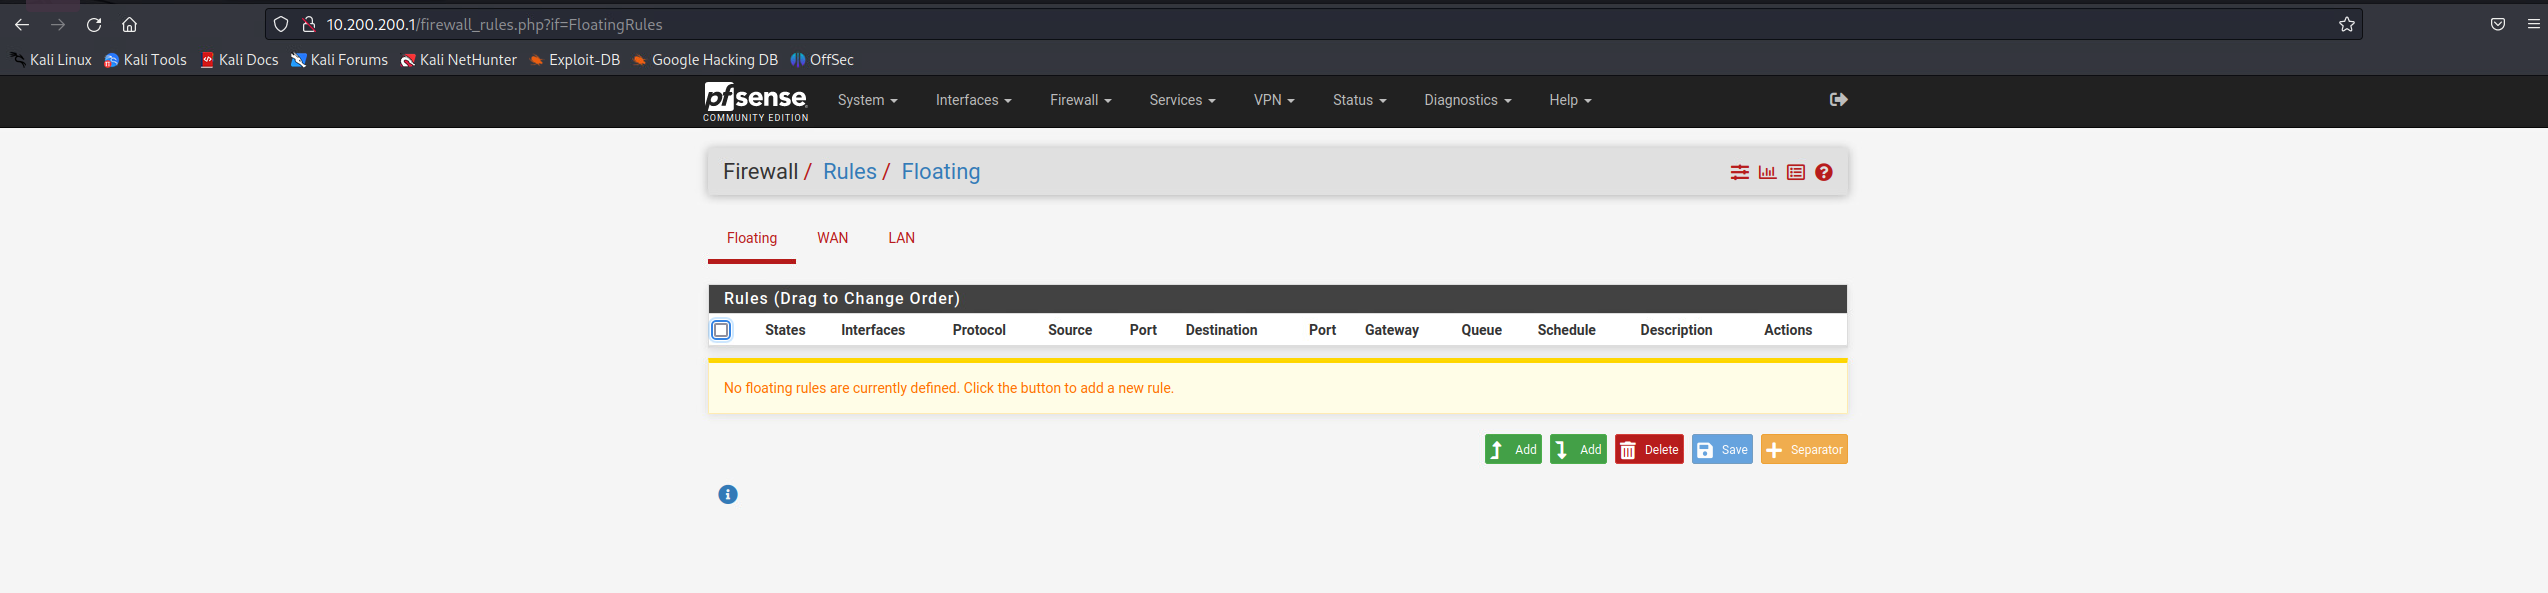 10.200.200.1/firewall_rules.php?if=FloatingRules
Kali Linux Kali Tools Kali Docs Kali Forums Kali NetHunter Exploit-DB Google Hacking DB OffSec
pfsense COMMUNITY EDITION System Interfaces Firewall Services VPN Status Diagnostics Help
Firewall / Rules / Floating
Floating WAN LAN
Rules (Drag to Change Order)
States Interfaces Protocol Source Port Destination Port Gateway Queue Schedule Description Actions
No floating rules are currently defined. Click the button to add a new rule.
Add Add Delete Save Separator